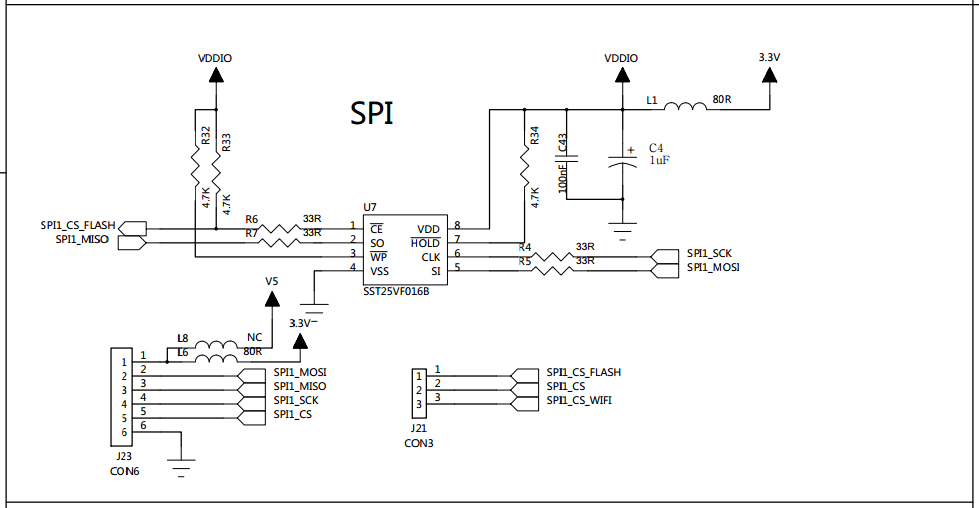 VDDIO
VDDIO
3.3V
SPI
L1
80R
R32
R33
4.7K
4.7K
R34
4.7K
C43
100nF
+
C4
1uF
U7
SPI1_CS_FLASH
SPI1_MISO
R6
33R
R7
33R
1
2
3
4
CE
SO
WP
VSS
VDD
HOLD
CLK
SI
8
7
6
5
R4
33R
R5
33R
SPI1_SCK
SPI1_MOSI
SST25VF016B
V5
3.3V
L8
NC
L6
80R
1 1
2 2 SPI1_MOSI
3 3 SPI1_MISO
4 4 SPI1_SCK
5 5 SPI1_CS
6 6
J23
CON6
1 1 SPI1_CS_FLASH
2 2 SPI1_CS
3 3 SPI1_CS_WIFI
J21
CON3